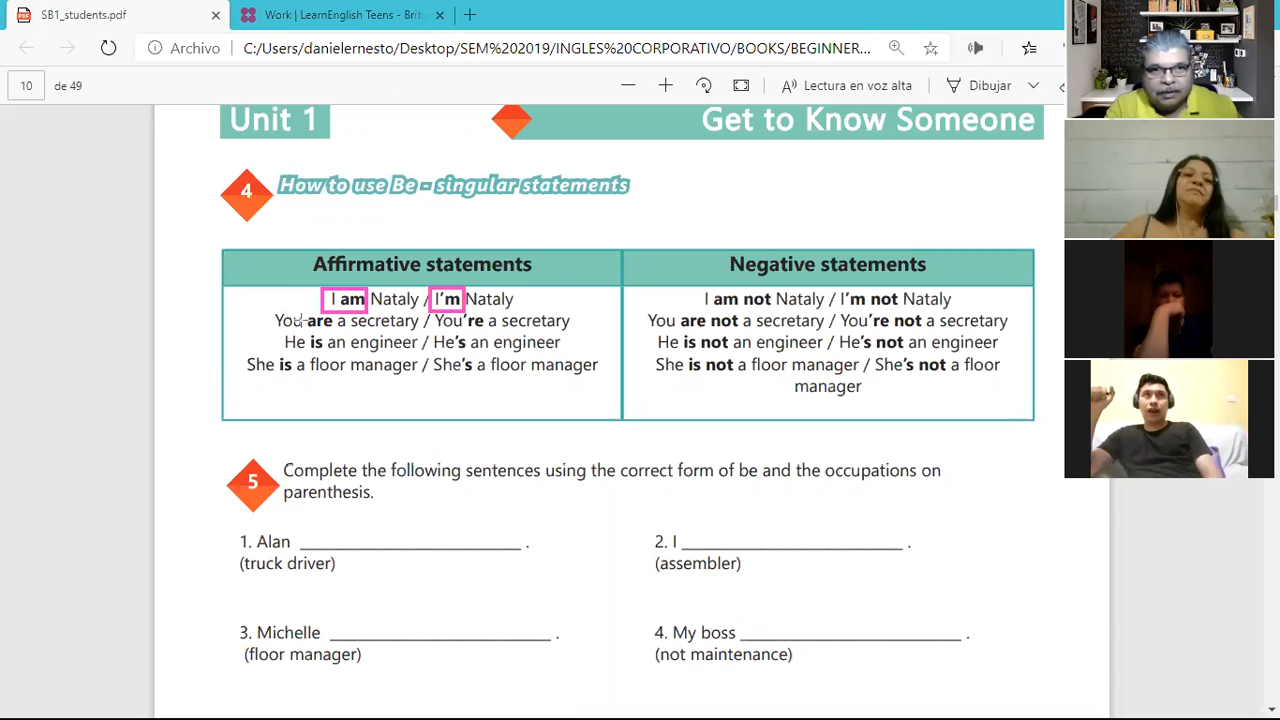 SB1_students.pdf
Work | LearnEnglish Teens - Brit
Archivo
C:/Users/danielernesto/DESKTOP/SEM%202019/INGLES%20CORPORATIVO/BOOKS/BEGINNER...
10 de 49
Lectura en voz alta
Dibujar
Unit 1
Get to Know Someone
4
How to use Be - singular statements
Affirmative statements
I am Nataly / I'm Nataly
You are a secretary / You're a secretary
He is an engineer / He's an engineer
She is a floor manager / She's a floor manager
Negative statements
I am not Nataly / I'm not Nataly
You are not a secretary / You're not a secretary
He is not an engineer / He's not an engineer
She is not a floor manager / She's not a floor
manager
5
Complete the following sentences using the correct form of be and the occupations on
parenthesis.
1. Alan _______________________ .
(truck driver)
2. I _______________________ .
(assembler)
3. Michelle _______________________ .
(floor manager)
4. My boss _______________________ .
(not maintenance)